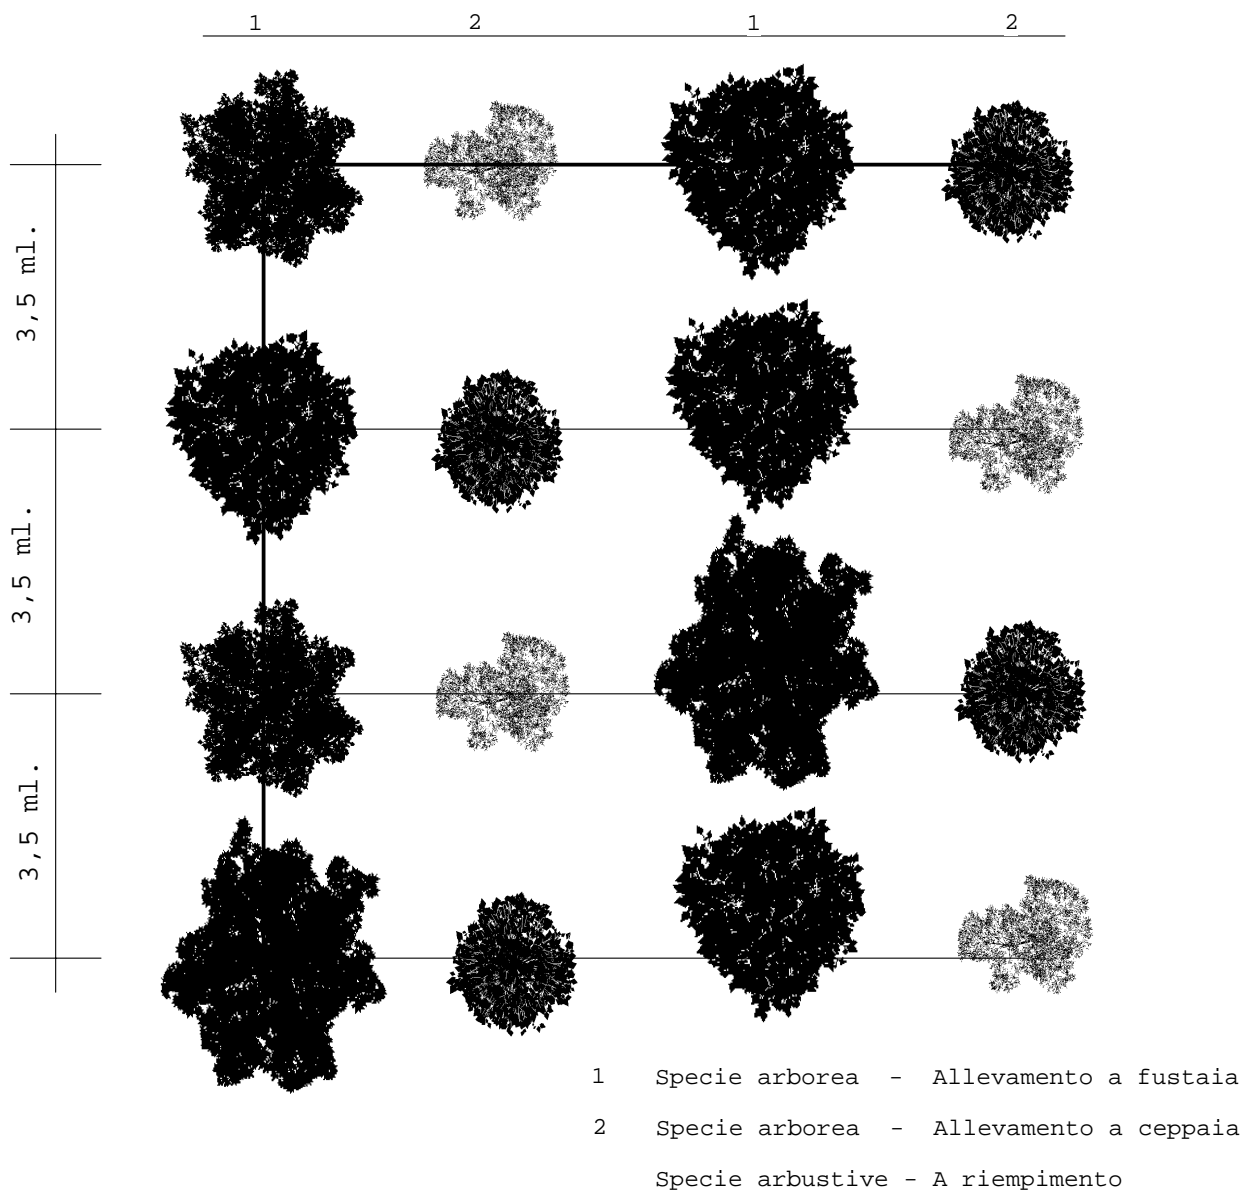 1 2 1 2
3,5 ml.
3,5 ml.
3,5 ml.
1 Specie arborea - Allevamento a fustaia
2 Specie arborea - Allevamento a ceppaia
Specie arbustive - A riempimento